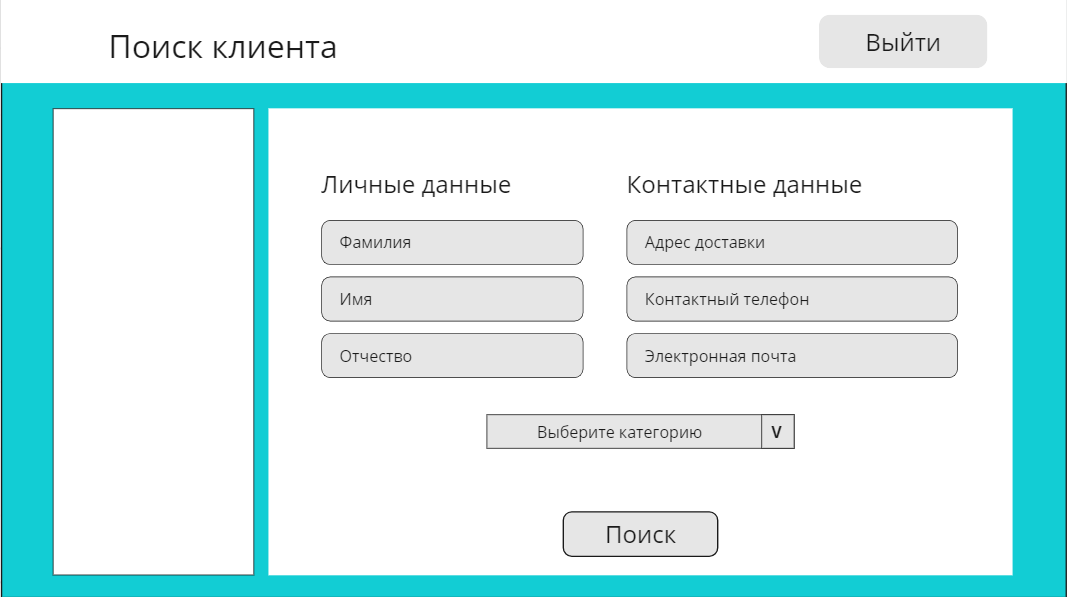 Поиск клиента
Выйти
Личные данные
Контактные данные
Фамилия
Адрес доставки
Имя
Контактный телефон
Отчество
Электронная почта
Выберите категорию
V
Поиск